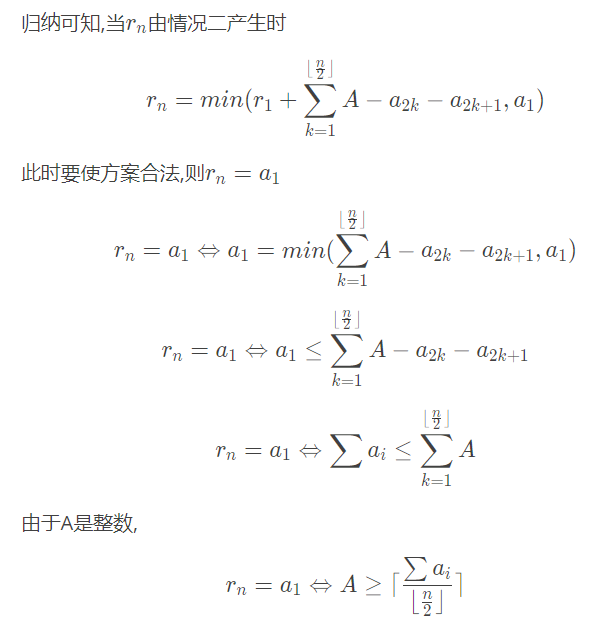 归纳可知,当$r_n$由情况二产生时
$$r_n = min(r_1 + \sum_{k=1}^{\lfloor \frac{n}{2} \rfloor} A - a_{2k} - a_{2k+1}, a_1)$$
此时要使方案合法,则$r_n = a_1$
$$r_n = a_1 \Leftrightarrow a_1 = min(\sum_{k=1}^{\lfloor \frac{n}{2} \rfloor} A - a_{2k} - a_{2k+1}, a_1)$$
$$r_n = a_1 \Leftrightarrow a_1 \leq \sum_{k=1}^{\lfloor \frac{n}{2} \rfloor} A - a_{2k} - a_{2k+1}$$
$$r_n = a_1 \Leftrightarrow \sum a_i \leq \sum_{k=1}^{\lfloor \frac{n}{2} \rfloor} A$$
由于A是整数,
$$r_n = a_1 \Leftrightarrow A \geq \lceil \frac{\sum a_i}{\lfloor \frac{n}{2} \rfloor} \rceil$$